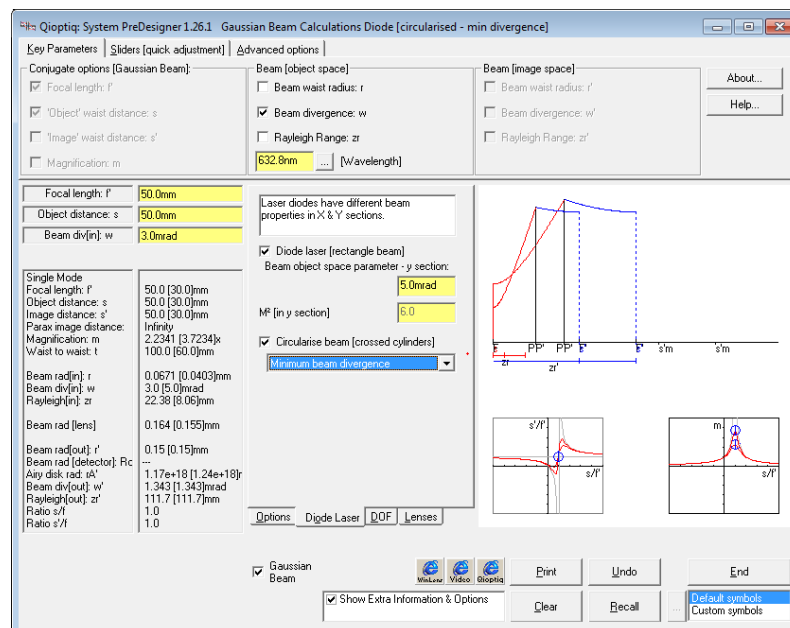 Qioptiq: System PreDesigner 1.26.1   Gaussian Beam Calculations Diode [circularised - min divergence]
Key Parameters | Sliders [quick adjustment] | Advanced options |
Conjugate options [Gaussian Beam]:
Focal length: f'
'Object' waist distance: s
'Image' waist distance: s'
Magnification: m
Beam [object space]
Beam waist radius: r
Beam divergence: w
Rayleigh Range: zr
632.8nm ... [Wavelength]
Beam [image space]
Beam waist radius: r'
Beam divergence: w'
Rayleigh Range: zr'
About...
Help...
Focal length: f' 50.0mm
Object distance: s 50.0mm
Beam div[in]: w 3.0mrad
Single Mode
Focal length: f' 50.0 [30.0]mm
Object distance: s 50.0 [30.0]mm
Image distance: s' 50.0 [30.0]mm
Parax image distance: Infinity
Magnification: m 2.2341 [3.7234]x
Waist to waist: t 100.0 [60.0]mm
Beam rad[in]: r 0.0671 [0.0403]mm
Beam div[in]: w 3.0 [5.0]mrad
Rayleigh[in]: zr 22.38 [8.06]mm
Beam rad [lens] 0.164 [0.155]mm
Beam rad[out]: r' 0.15 [0.15]mm
Beam rad [detector]: Rc ---
Airy disk rad: rA' 1.17e+18 [1.24e+18]r
Beam div[out]: w' 1.343 [1.343]mrad
Rayleigh[out]: zr' 111.7 [111.7]mm
Ratio s/f 1.0
Ratio s'/f 1.0
Laser diodes have different beam
properties in X & Y sections.
Diode laser [rectangle beam]
Beam object space parameter - y section:
5.0mrad
M² [in y section] 6.0
Circularise beam [crossed cylinders]
Minimum beam divergence
Options Diode Laser DOF Lenses
E PP' PP' E' E' s'm s'm
zr zr'
s'/f'
s/f'
m
s/f'
Gaussian
Beam
WinLens Video Qioptiq
Print Undo End
Show Extra Information & Options
Clear Recall ...
Default symbols
Custom symbols